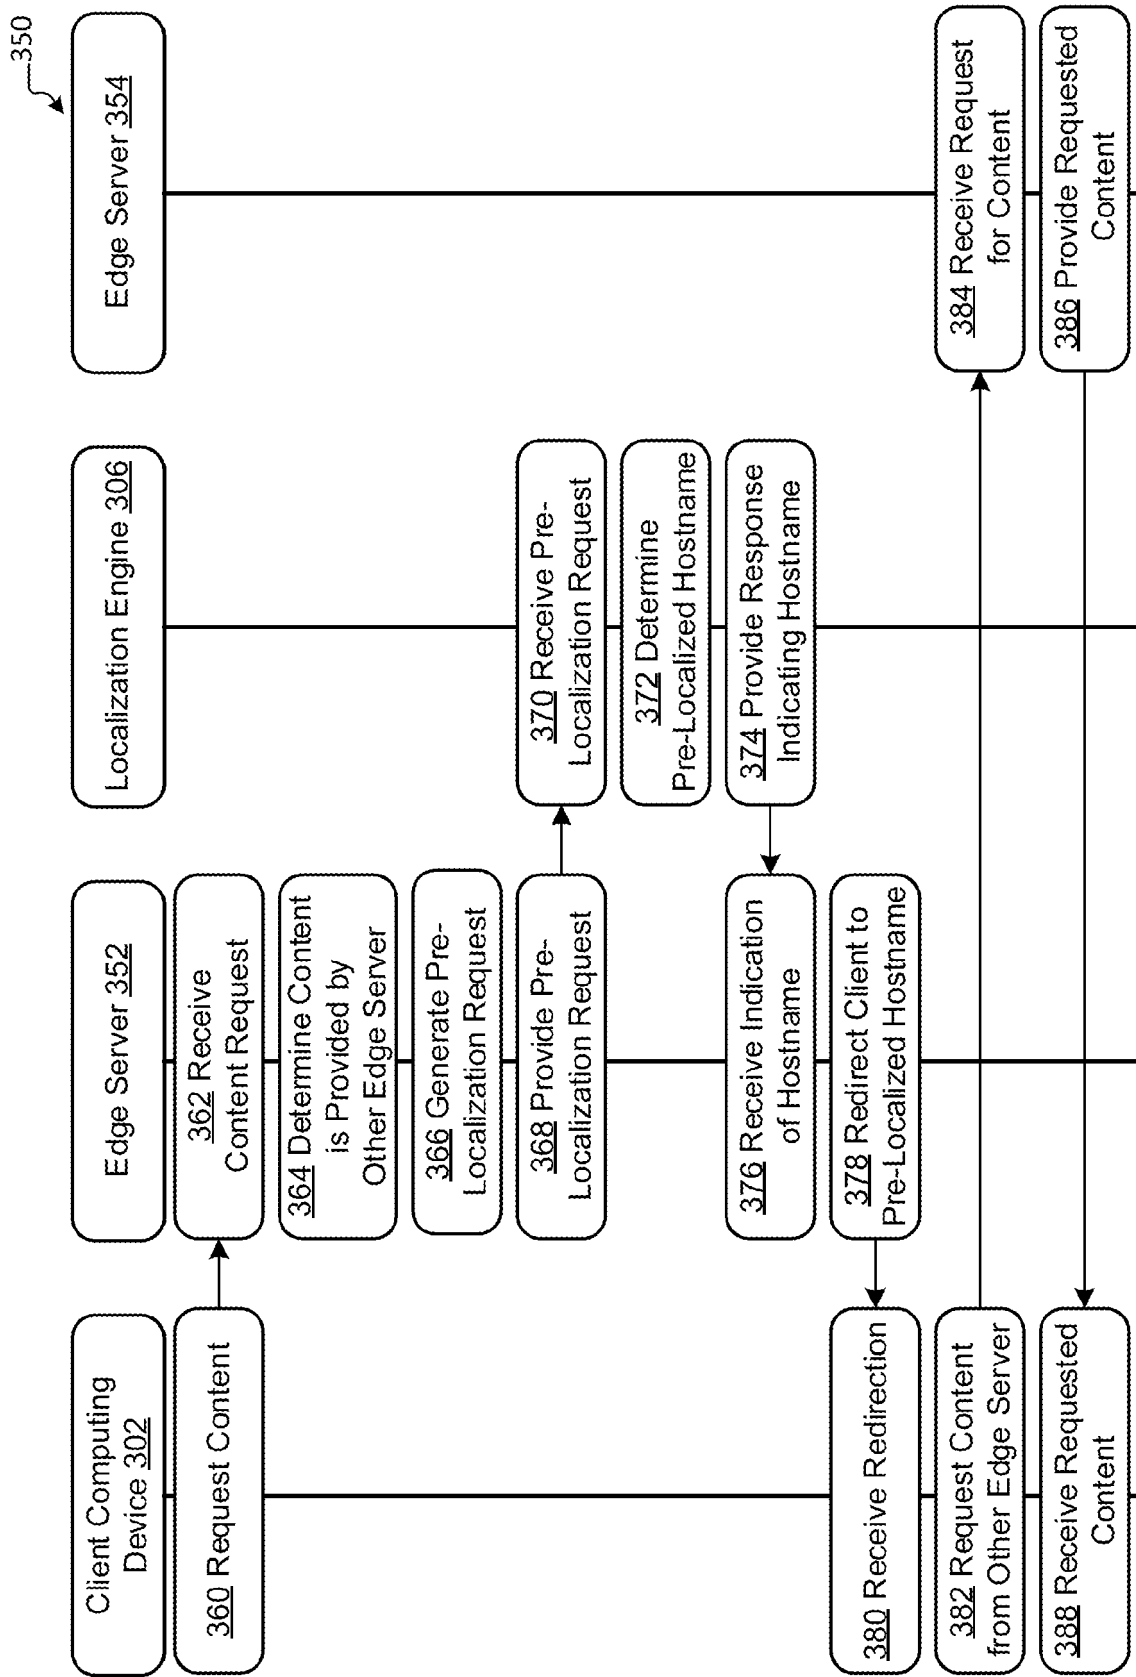 350
Client Computing
Device 302
Edge Server 352
Localization Engine 306
Edge Server 354
360 Request Content
362 Receive
Content Request
364 Determine Content
is Provided by
Other Edge Server
366 Generate Pre-
Localization Request
368 Provide Pre-
Localization Request
370 Receive Pre-
Localization Request
372 Determine
Pre-Localized Hostname
374 Provide Response
Indicating Hostname
376 Receive Indication
of Hostname
378 Redirect Client to
Pre-Localized Hostname
380 Receive Redirection
382 Request Content
from Other Edge Server
384 Receive Request
for Content
386 Provide Requested
Content
388 Receive Requested
Content